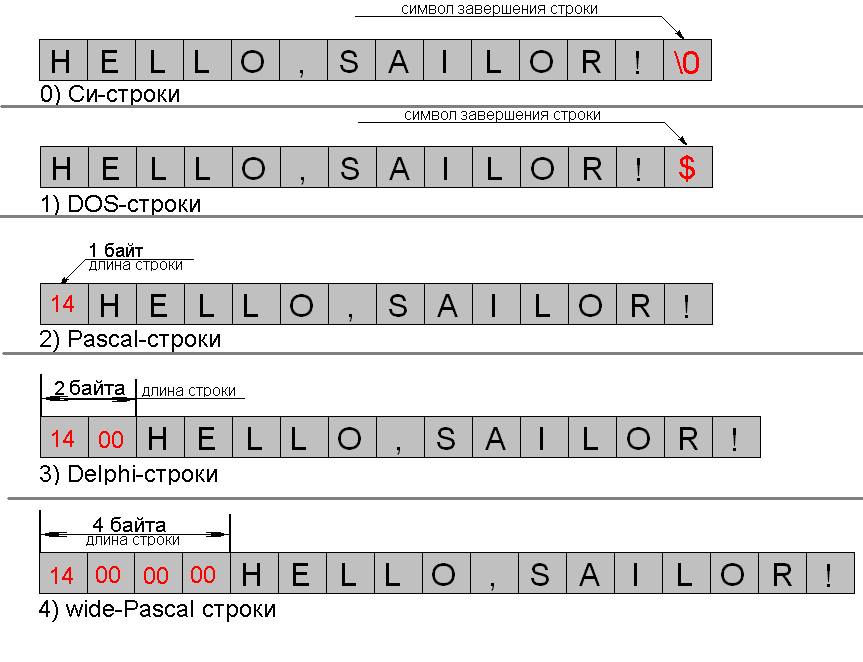 символ завершения строки
H E L L O , S A I L O R ! \0
0) Си-строки
символ завершения строки
H E L L O , S A I L O R ! $
1) DOS-строки
1 байт
длина строки
14 H E L L O , S A I L O R !
2) Pascal-строки
2 байта длина строки
14 00 H E L L O , S A I L O R !
3) Delphi-строки
4 байта
длина строки
14 00 00 00 H E L L O , S A I L O R !
4) wide-Pascal строки